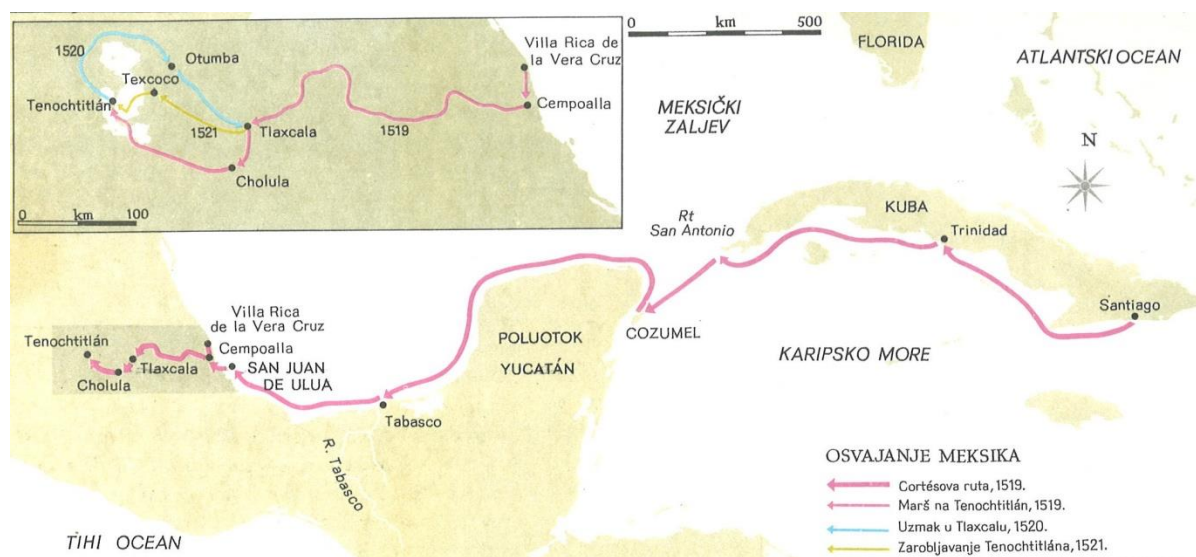 1520
Otumba
Texcoco
Tenochtitlán
1521
Tlaxcala
Cholula
1519
Villa Rica de
la Vera Cruz
Cempoalla
0 km 100
0 km 500
FLORIDA
ATLANTSKI OCEAN
MEKSIČKI
ZALJEV
N
Rt
San Antonio
KUBA
Trinidad
Santiago
COZUMEL
KARIPSKO MORE
POLUOTOK
YUCATÁN
Villa Rica
de la Vera Cruz
Tenochtitlán
Cempoalla
Tlaxcala
SAN JUAN
DE ULUA
Cholula
Tabasco
R. Tabasco
TIHI OCEAN
OSVAJANJE MEKSIKA
Cortésova ruta, 1519.
Marš na Tenochtitlán, 1519.
Uzmak u Tlaxcalu, 1520.
Zarobljavanje Tenochtitlána, 1521.